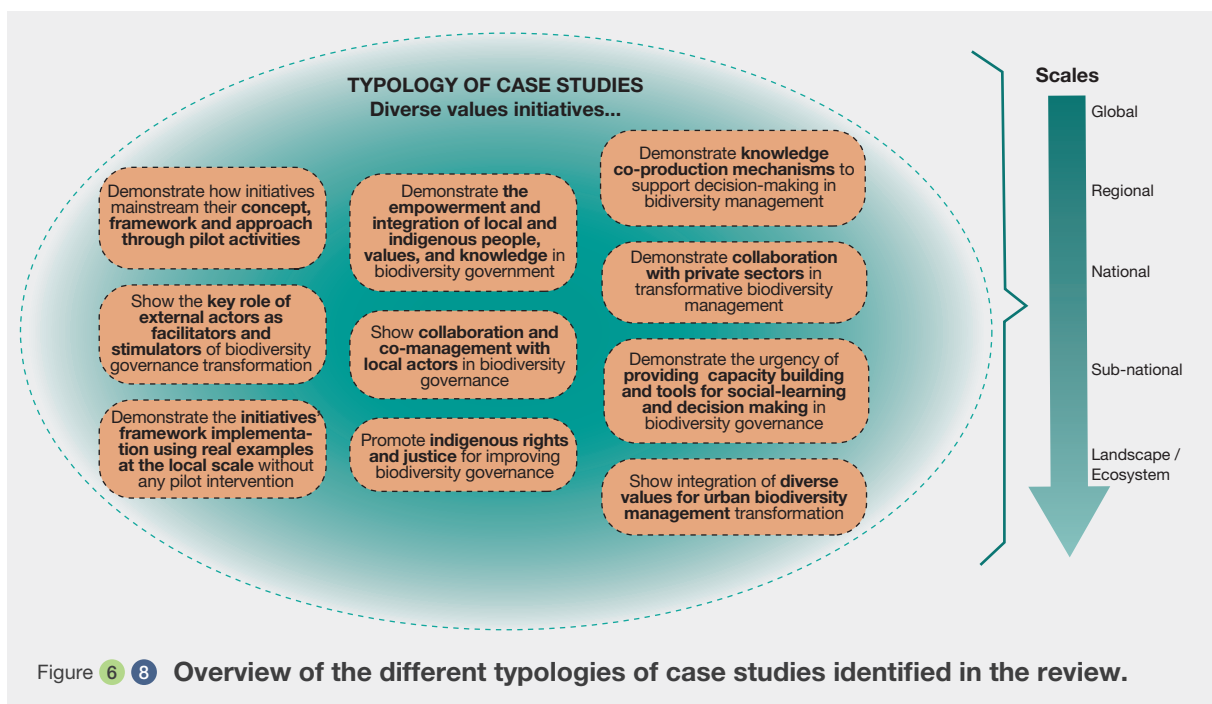 TYPOLOGY OF CASE STUDIES
Diverse values initiatives...
Demonstrate how initiatives
mainstream their concept,
framework and approach
through pilot activities
Show the key role of
external actors as
facilitators and
stimulators of biodiversity
governance transformation
Demonstrate the initiatives’
framework implementa-
tion using real examples
at the local scale without
any pilot intervention
Demonstrate the
empowerment and
integration of local and
indigenous people,
values, and knowledge in
biodiversity government
Show collaboration and
co-management with
local actors in biodiversity
governance
Promote indigenous rights
and justice for improving
biodiversity governance
Demonstrate knowledge
co-production mechanisms to
support decision-making in
bidiversity management
Demonstrate collaboration
with private sectors in
transformative biodiversity
management
Demonstrate the urgency of
providing capacity building
and tools for social-learning
and decision making in
biodiversity governance
Show integration of diverse
values for urban biodiversity
management transformation
Scales
Global
Regional
National
Sub-national
Landscape /
Ecosystem
Figure 6 8 Overview of the different typologies of case studies identified in the review.